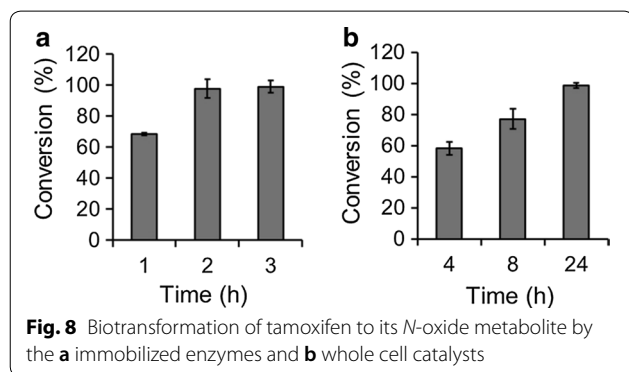 a
b
120
100
80
60
40
20
0
Conversion (%)
1 2 3
Time (h)
120
100
80
60
40
20
0
Conversion (%)
4 8 24
Time (h)
Fig. 8 Biotransformation of tamoxifen to its N-oxide metabolite by
the a immobilized enzymes and b whole cell catalysts